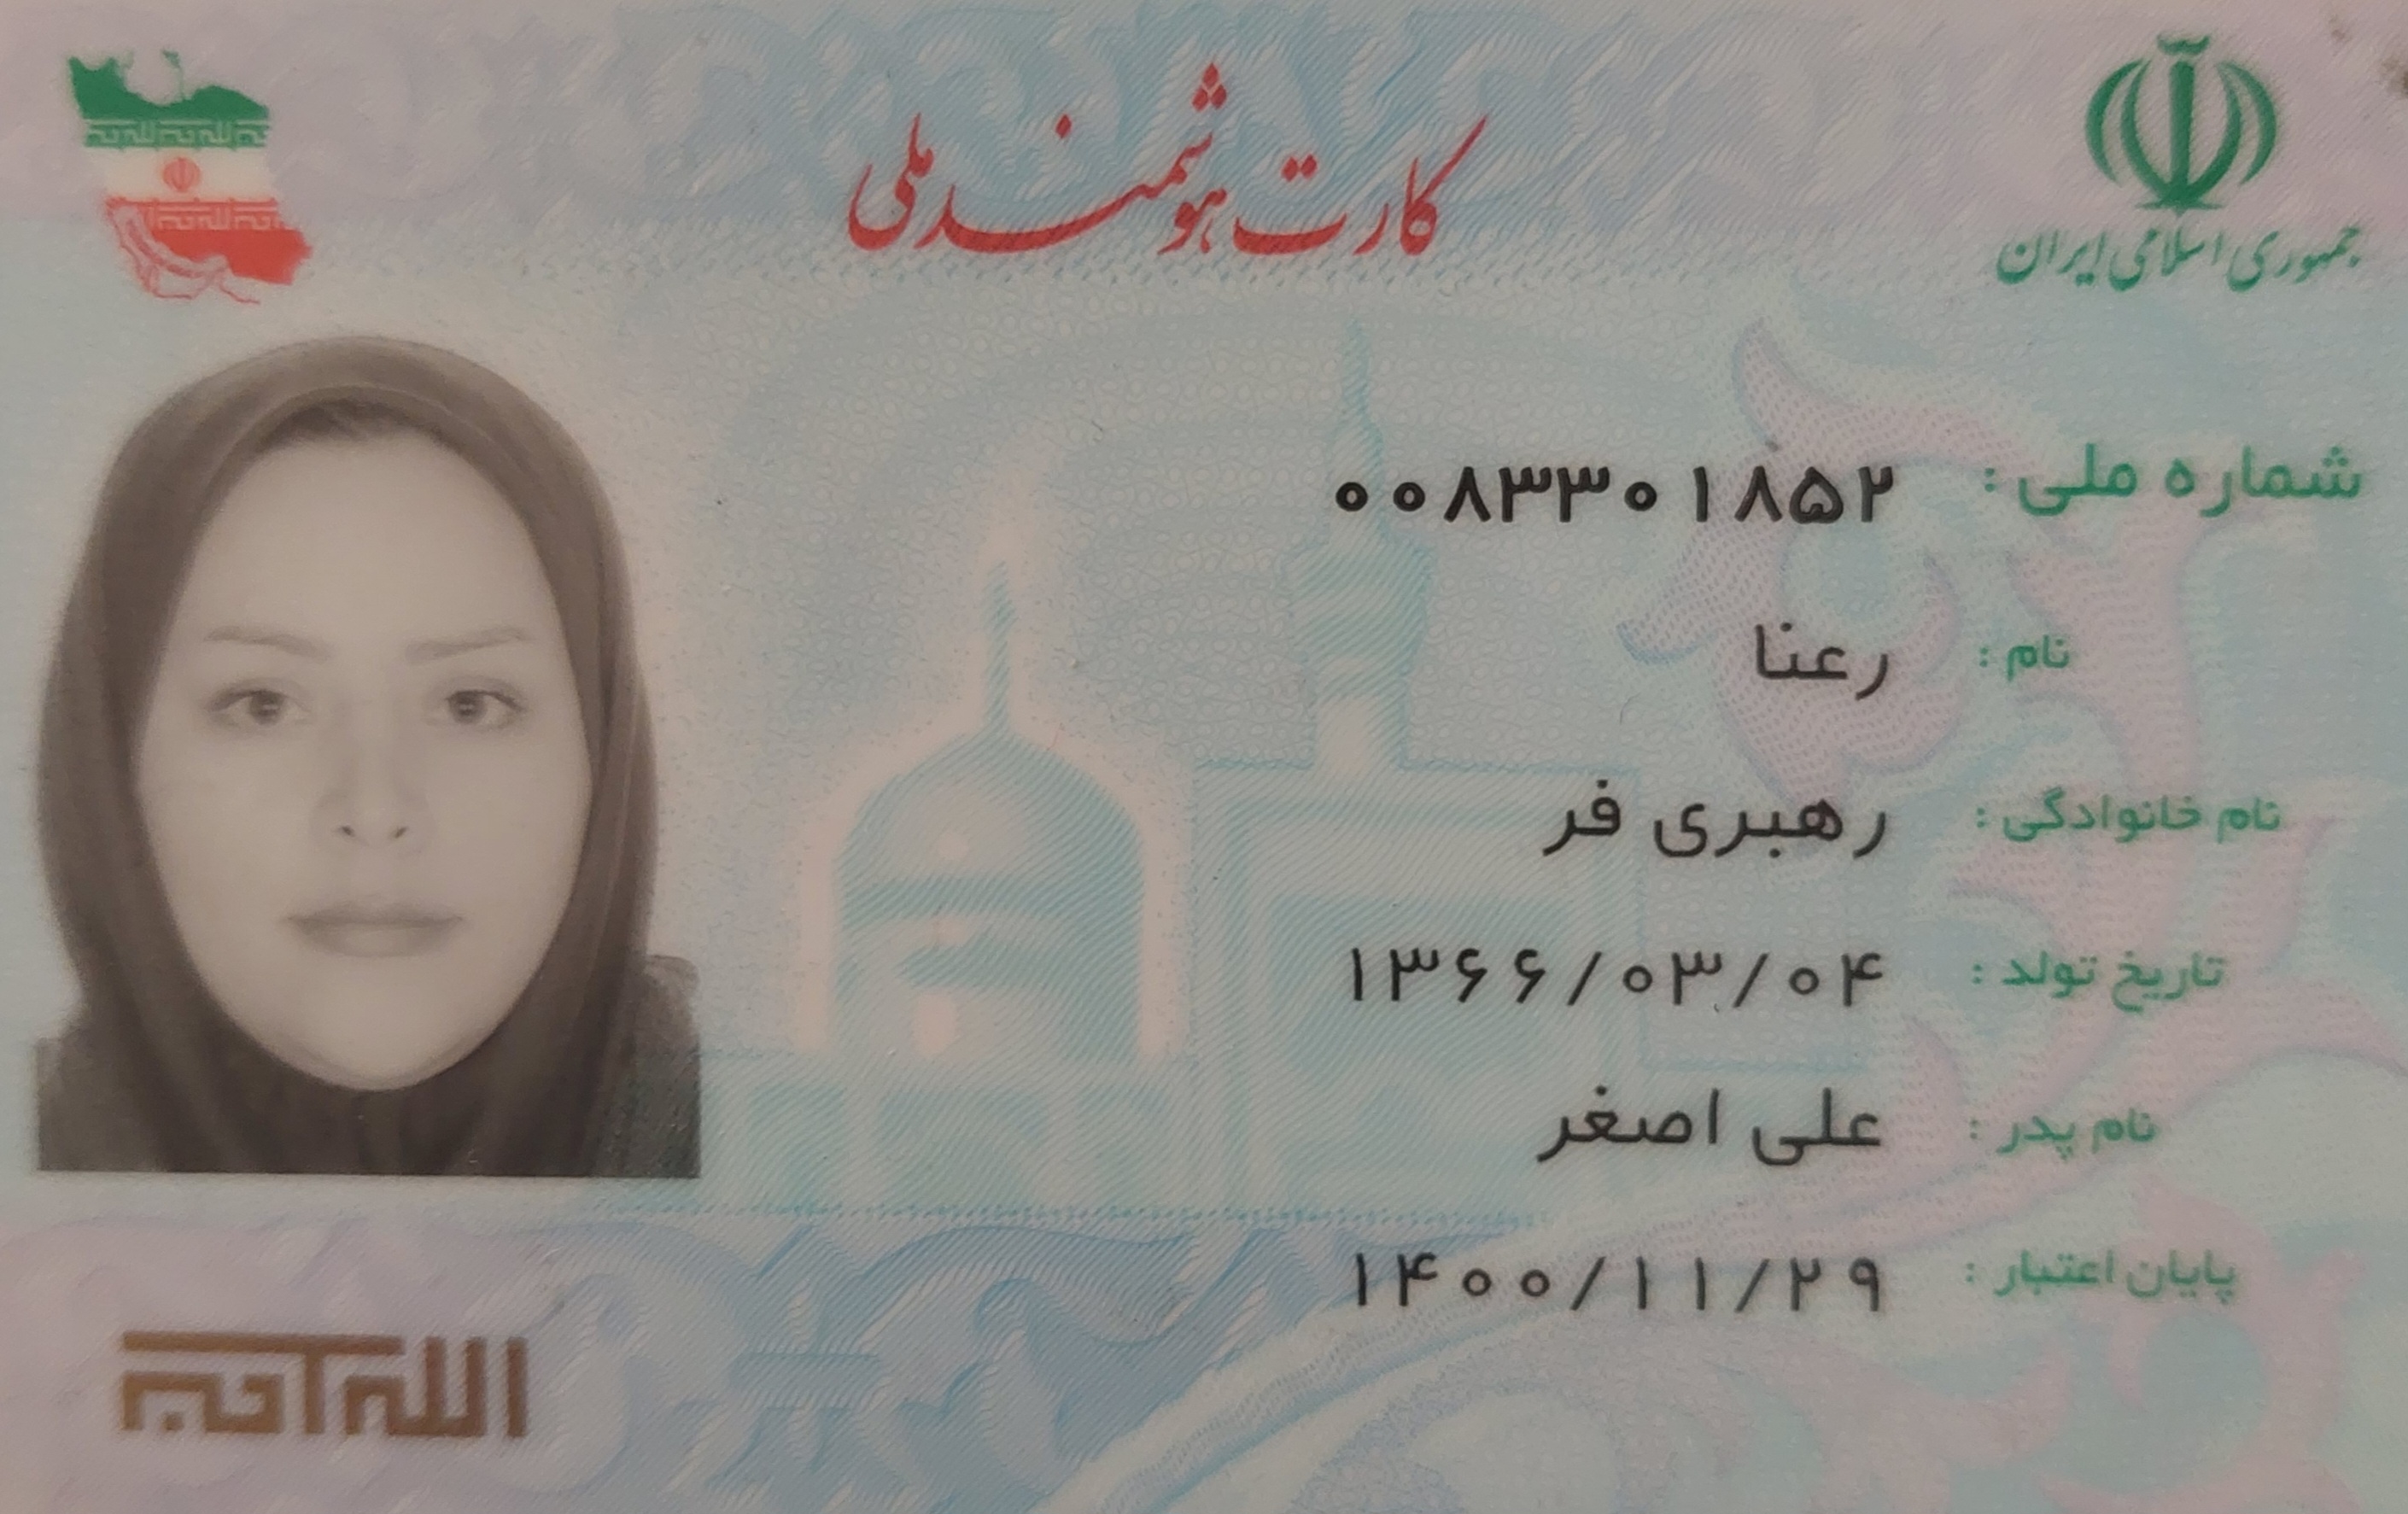 کارت هوشمند ملی
جمهوری اسلامی ایران
شماره ملی : ۰۰۸۳۳۰۱۸۵۲
نام : رعنا
نام خانوادگی : رهبری فر
تاریخ تولد : ۱۳۶۶/۰۳/۰۴
نام پدر : علی اصغر
پایان اعتبار : ۱۴۰۰/۱۱/۲۹
الله اکبر